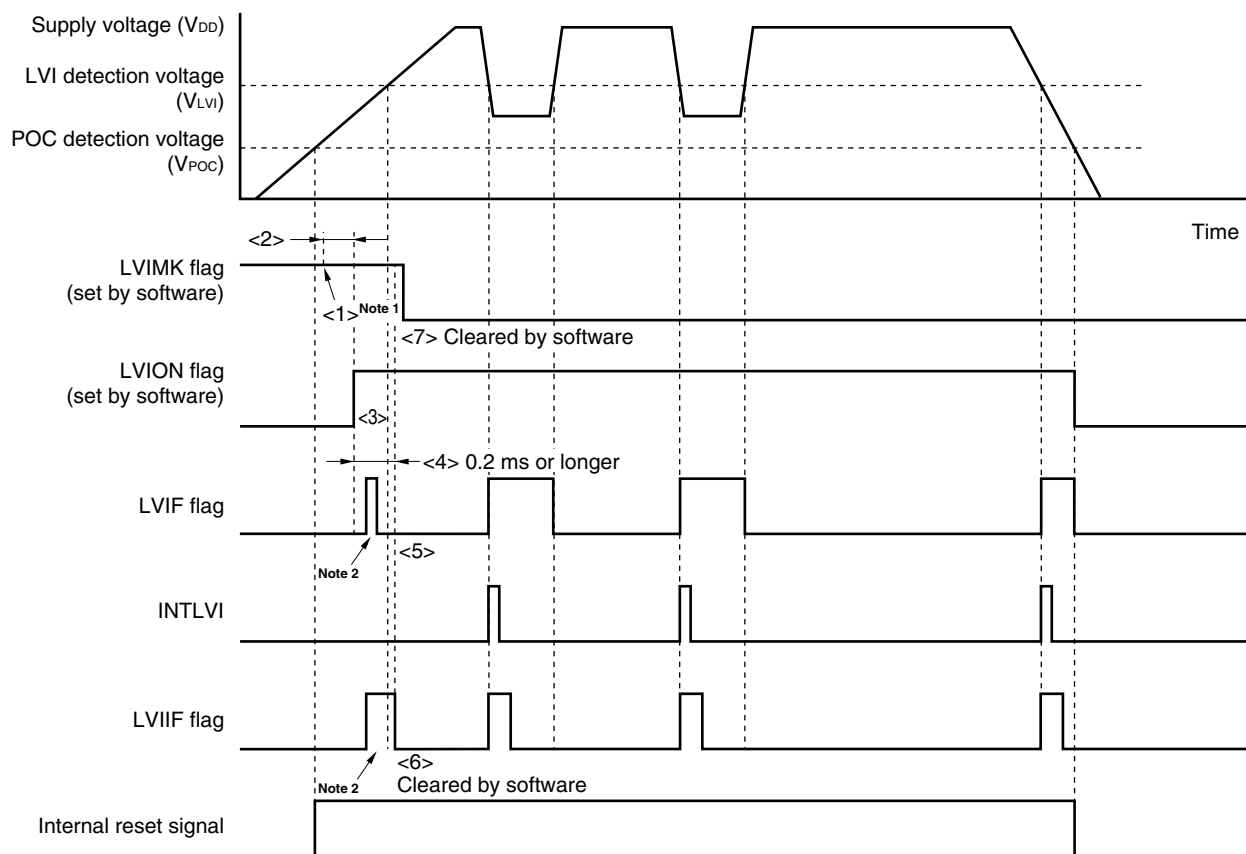 Supply voltage (VDD)
LVI detection voltage
(VLVI)
POC detection voltage
(VPOC)
Time
<2>
LVIMK flag
(set by software)
<1>
Note 1
<7> Cleared by software
LVION flag
(set by software)
<3>
<4> 0.2 ms or longer
LVIF flag
<5>
Note 2
INTLVI
LVIIF flag
<6>
Cleared by software
Note 2
Internal reset signal